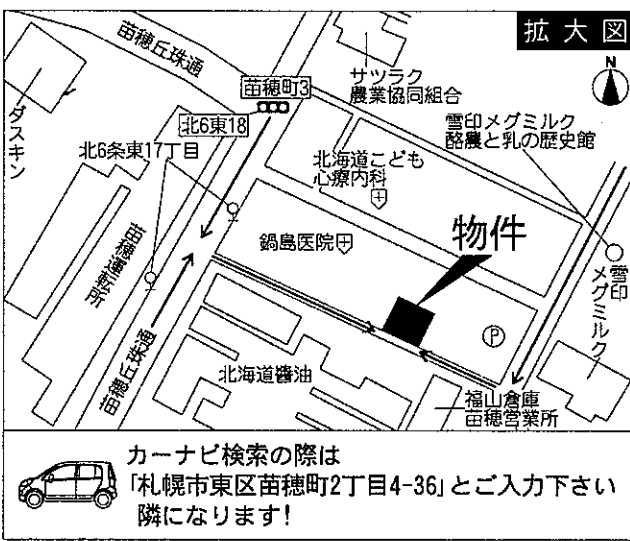 拡大図
N
苗穂丘珠通
サツラク
農業協同組合
苗穂町3
北6東18
雪印メグミルク
酪農と乳の歴史館
ダスキン
北6条東17丁目
北海道こども
心療内科
苗穂運転所
鍋島医院
物件
雪印
メグミルク
P
苗穂丘珠通
北海道醬油
福山倉庫
苗穂営業所
カーナビ検索の際は
「札幌市東区苗穂町2丁目4-36」とご入力下さい
隣になります!